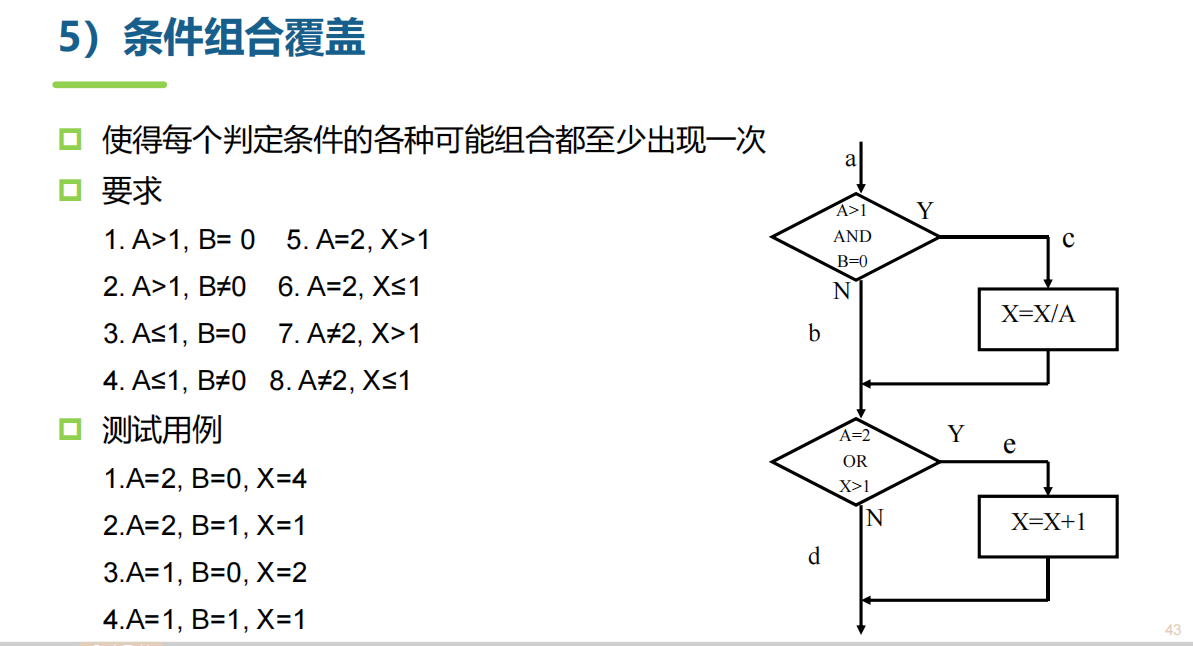 5）条件组合覆盖
使得每个判定条件的各种可能组合都至少出现一次
要求
1. A>1, B= 0 5. A=2, X>1
2. A>1, B≠0 6. A=2, X≤1
3. A≤1, B=0 7. A≠2, X>1
4. A≤1, B≠0 8. A≠2, X≤1
测试用例
1.A=2, B=0, X=4
2.A=2, B=1, X=1
3.A=1, B=0, X=2
4.A=1, B=1, X=1
a
A>1
AND
B=0
Y
c
N
X=X/A
b
A=2
OR
X>1
Y
e
N
X=X+1
d
43